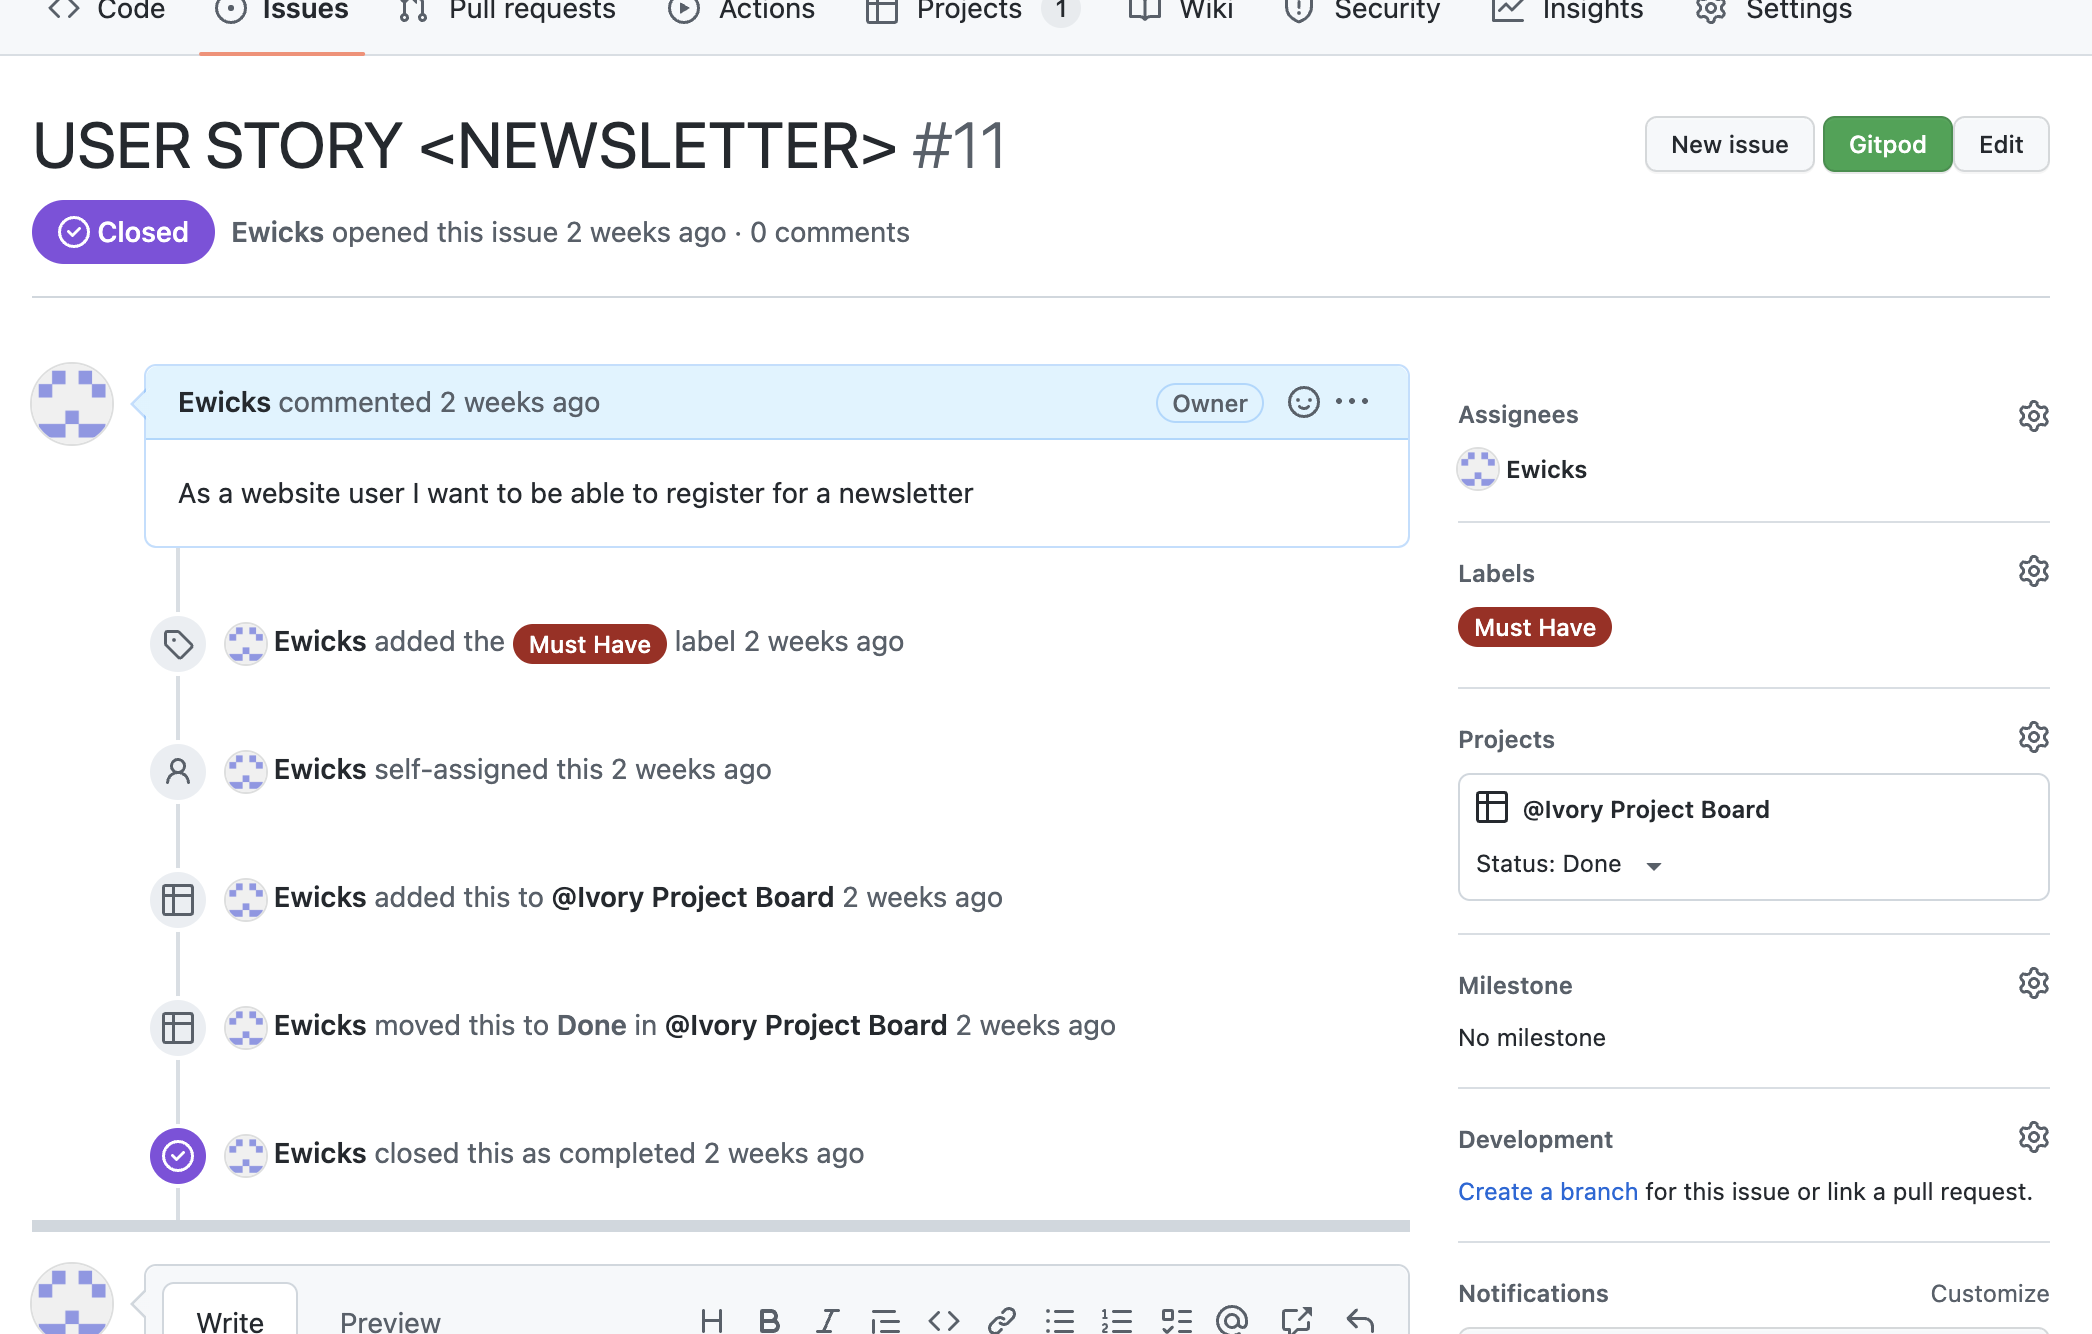 Code Issues Pull requests Actions Projects 1 Wiki Security Insights Settings
USER STORY <NEWSLETTER> #11
New issue Gitpod Edit
Closed Ewicks opened this issue 2 weeks ago · 0 comments
Ewicks commented 2 weeks ago Owner
As a website user I want to be able to register for a newsletter
Ewicks added the Must Have label 2 weeks ago
Ewicks self-assigned this 2 weeks ago
Ewicks added this to @Ivory Project Board 2 weeks ago
Ewicks moved this to Done in @Ivory Project Board 2 weeks ago
Ewicks closed this as completed 2 weeks ago
Write Preview
Assignees
Ewicks
Labels
Must Have
Projects
@Ivory Project Board
Status: Done
Milestone
No milestone
Development
Create a branch for this issue or link a pull request.
Notifications Customize